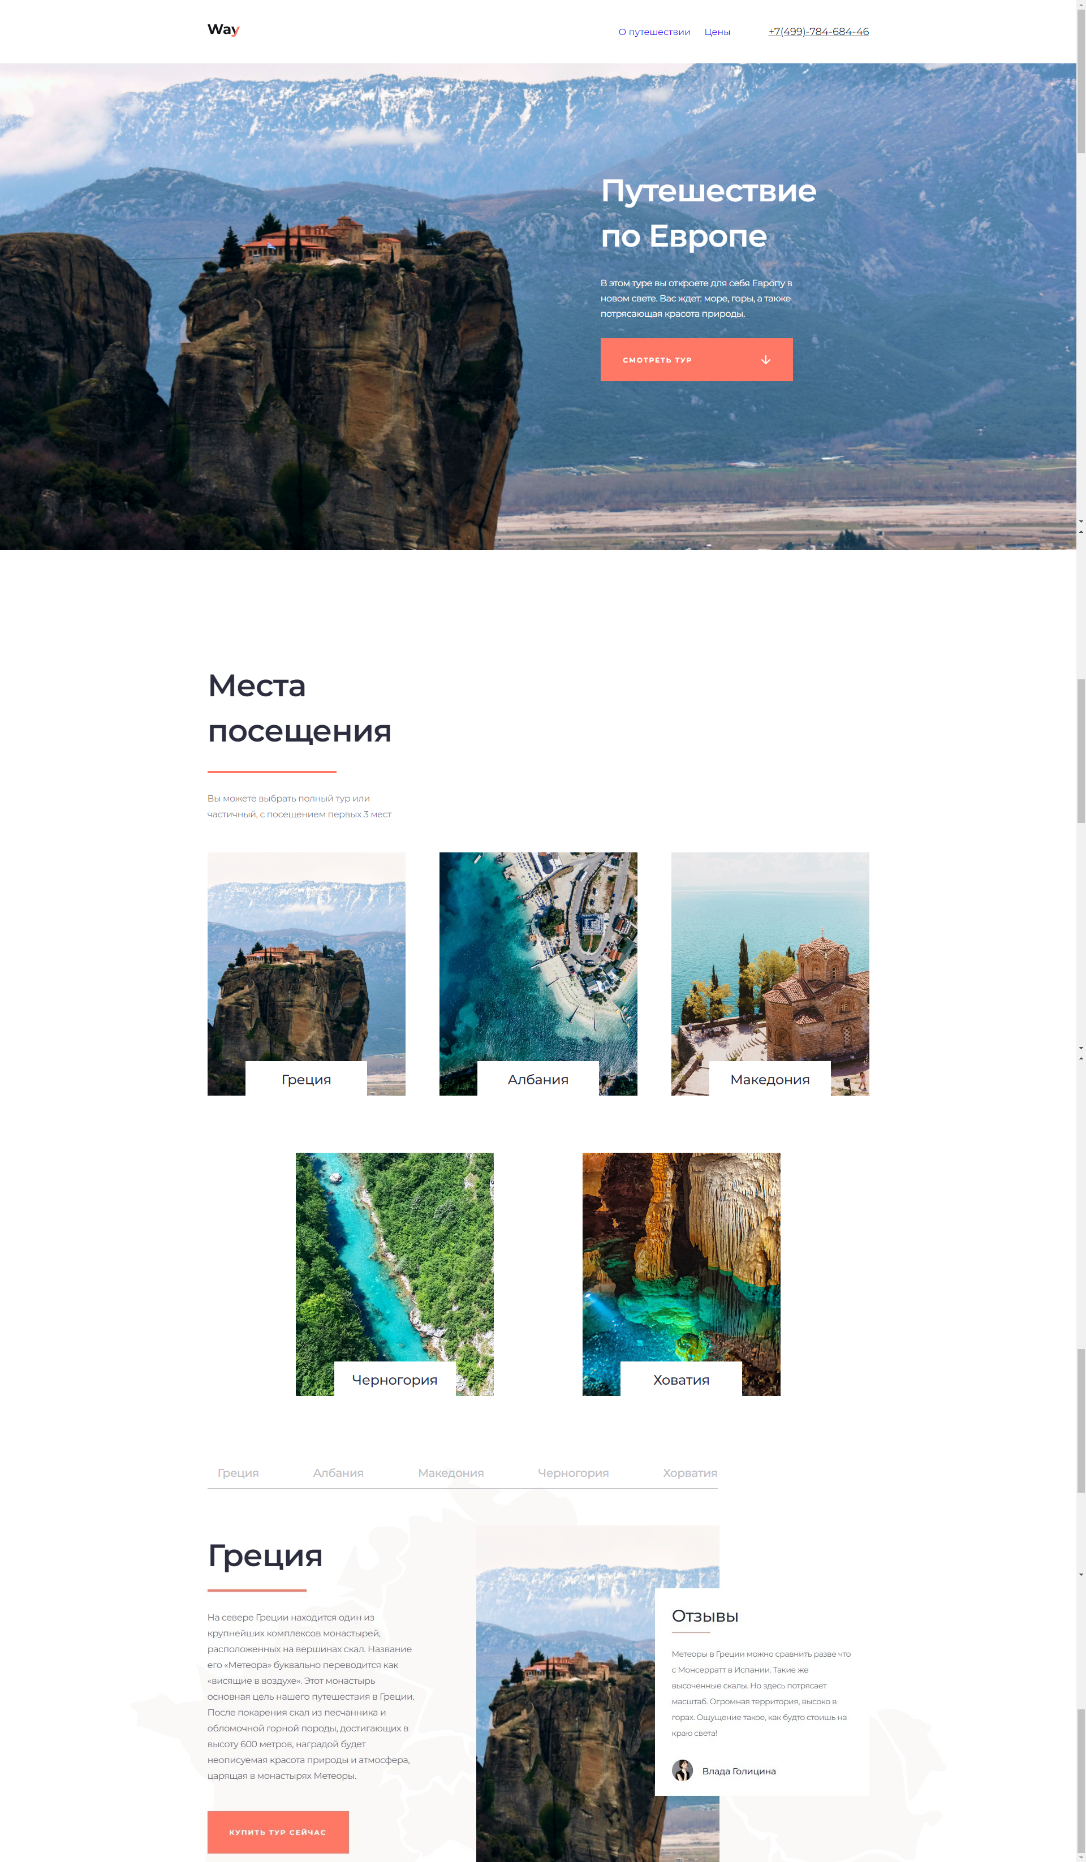 Way
О путешествии
Цены
+7(499)-784-684-46
Путешествие
по Европе
В этом туре вы откроете для себя Европу в
новом свете. Вас ждет: море, горы, а также
потрясающая красота природы.
СМОТРЕТЬ ТУР
Места
посещения
Вы можете выбрать полный тур или
частичный, с посещением первых 3 мест
Греция
Албания
Македония
Черногория
Ховатия
Греция
Албания
Македония
Черногория
Хорватия
Греция
На севере Греции находится один из
крупнейших комплексов монастырей,
расположенных на вершинах скал. Название
его «Метеора» буквально переводится как
«висящие в воздухе». Этот монастырь
основная цель нашего путешествия в Греции.
После покарения скал из песчанника и
обломочной горной породы, достигающих в
высоту 600 метров, наградой будет
неописуемая красота природы и атмосфера,
царящая в монастырях Метеоры.
КУПИТЬ ТУР СЕЙЧАС
Отзывы
Метеоры в Греции можно сравнить разве что
с Монсерратт в Испании. Такие же
высоченные скалы. Но здесь потрясает
масштаб. Огромная территория, высоко в
горах. Ощущение такое, как будто стоишь на
краю света!
Влада Голицина